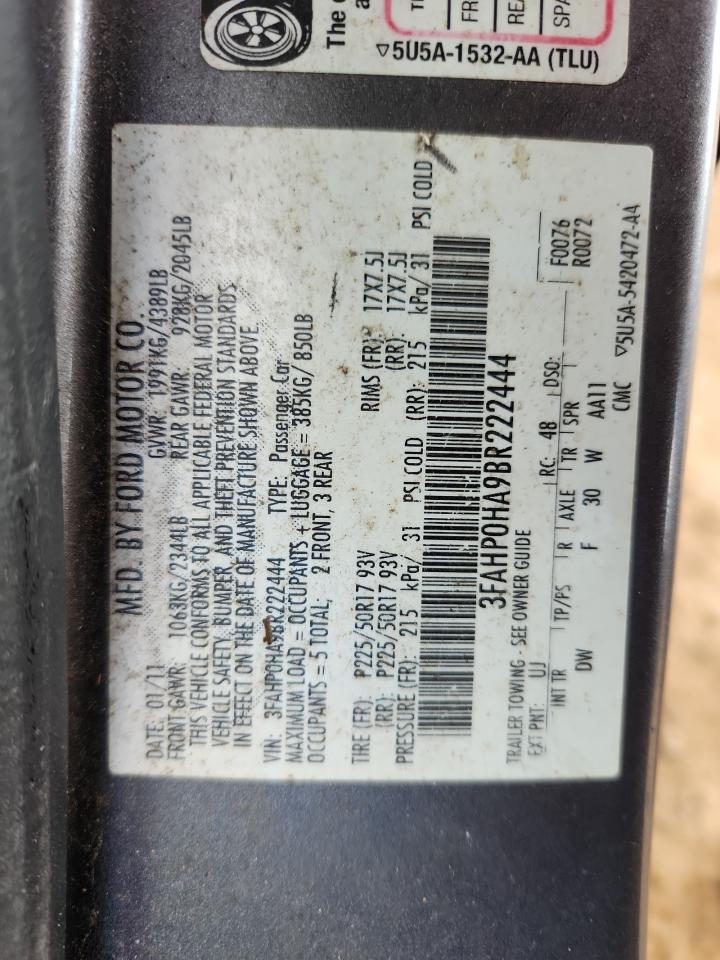 The
▽5U5A-1532-AA (TLU)
FR
SPA
MFD. BY FORD MOTOR CO.
DATE: 01/11 GVWR: 1991KG/4389LB
FRONT GAWR: 1063KG/2344LB REAR GAWR: 928KG/2045LB
THIS VEHICLE CONFORMS TO ALL APPLICABLE FEDERAL MOTOR
VEHICLE SAFETY, BUMPER, AND THEFT PREVENTION STANDARDS
IN EFFECT ON THE DATE OF MANUFACTURE SHOWN ABOVE.
VIN: 3FAHP0HA9BR222444 TYPE: Passenger Car
MAXIMUM LOAD = OCCUPANTS + LUGGAGE = 385KG/ 850LB
OCCUPANTS = 5 TOTAL; 2 FRONT, 3 REAR
TIRE (FR): P225/50R17 93V RIMS (FR): 17X7.5J
(RR): P225/50R17 93V (RR): 17X7.5J
PRESSURE (FR): 215 kPa/ 31 PSI COLD (RR): 215 kPa/ 31 PSI COLD
3FAHP0HA9BR222444
TRAILER TOWING - SEE OWNER GUIDE
EXT PNT: UJ RC: 48 DSO: F0076
R0072
INT TR TP/PS R AXLE TR SPR
DW F 30 W AA11
CMC ▽5U5A-5420472-AA